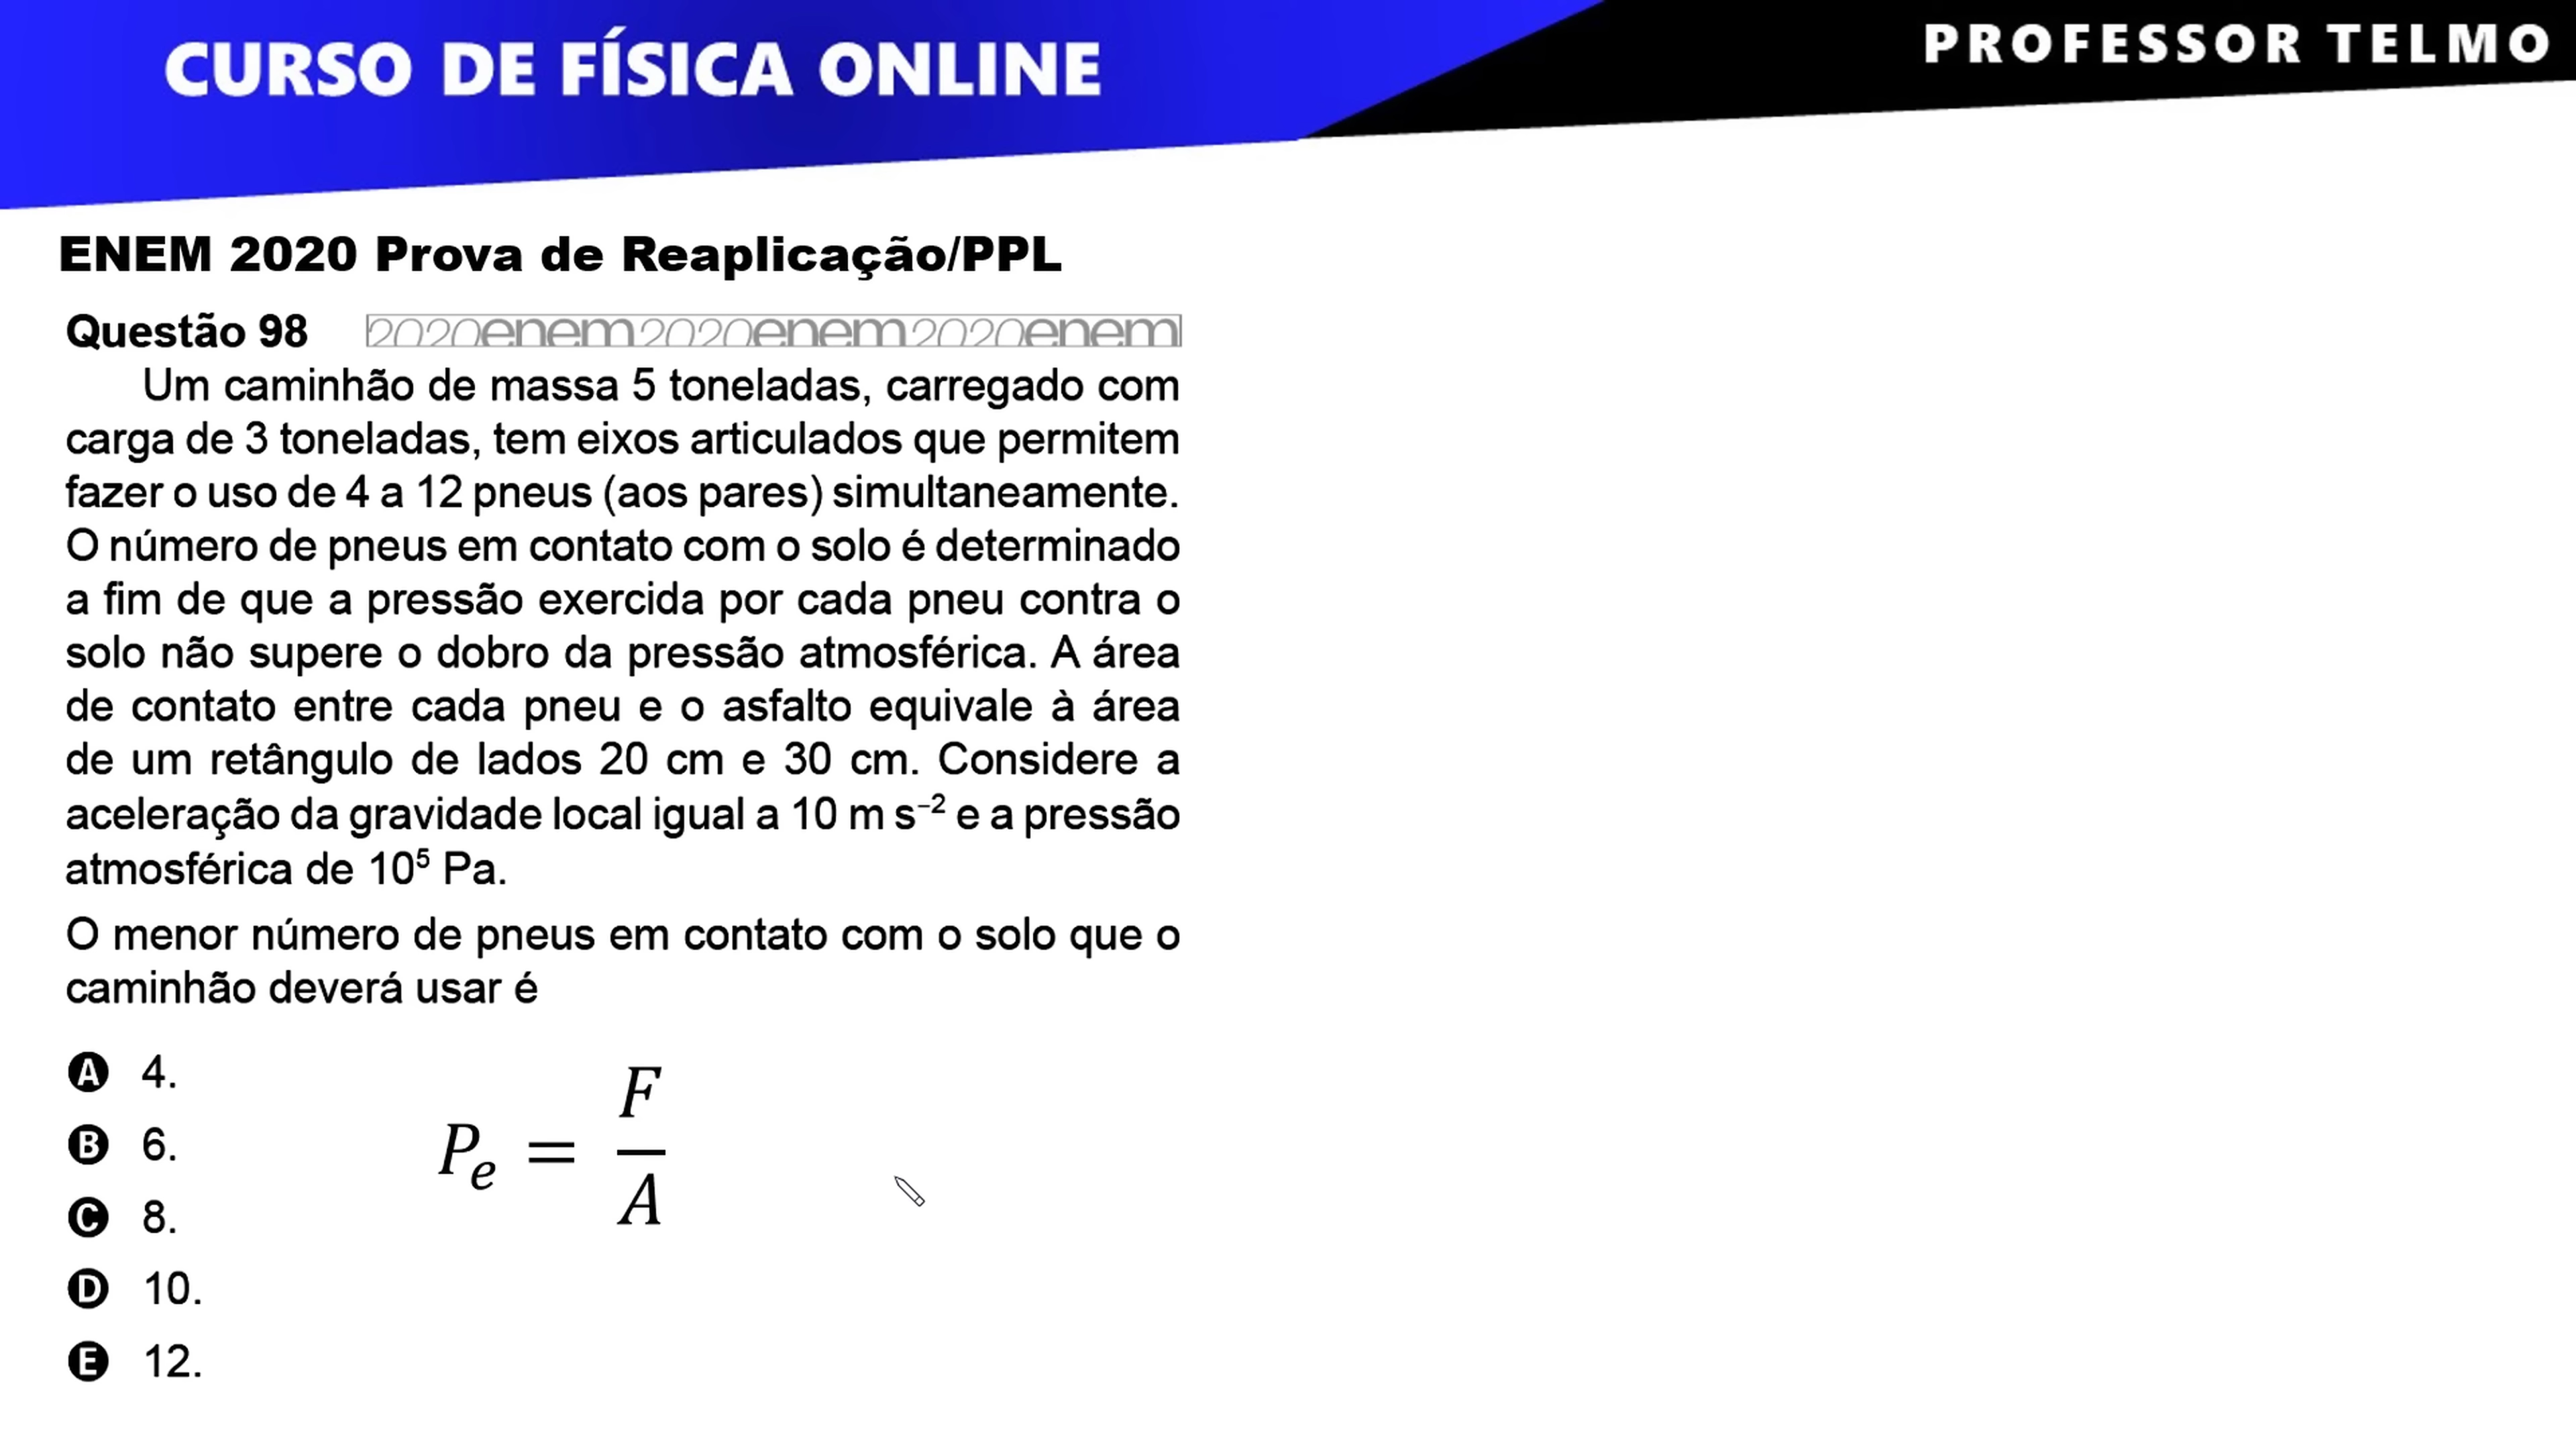 CURSO DE FÍSICA ONLINE
PROFESSOR TELMO
ENEM 2020 Prova de Reaplicação/PPL
Questão 98 2020enem2020enem2020enem
Um caminhão de massa 5 toneladas, carregado com
carga de 3 toneladas, tem eixos articulados que permitem
fazer o uso de 4 a 12 pneus (aos pares) simultaneamente.
O número de pneus em contato com o solo é determinado
a fim de que a pressão exercida por cada pneu contra o
solo não supere o dobro da pressão atmosférica. A área
de contato entre cada pneu e o asfalto equivale à área
de um retângulo de lados 20 cm e 30 cm. Considere a
aceleração da gravidade local igual a 10 m s⁻² e a pressão
atmosférica de 10⁵ Pa.
O menor número de pneus em contato com o solo que o
caminhão deverá usar é
A 4.
B 6.
C 8.
D 10.
E 12.
Pₑ = F/A